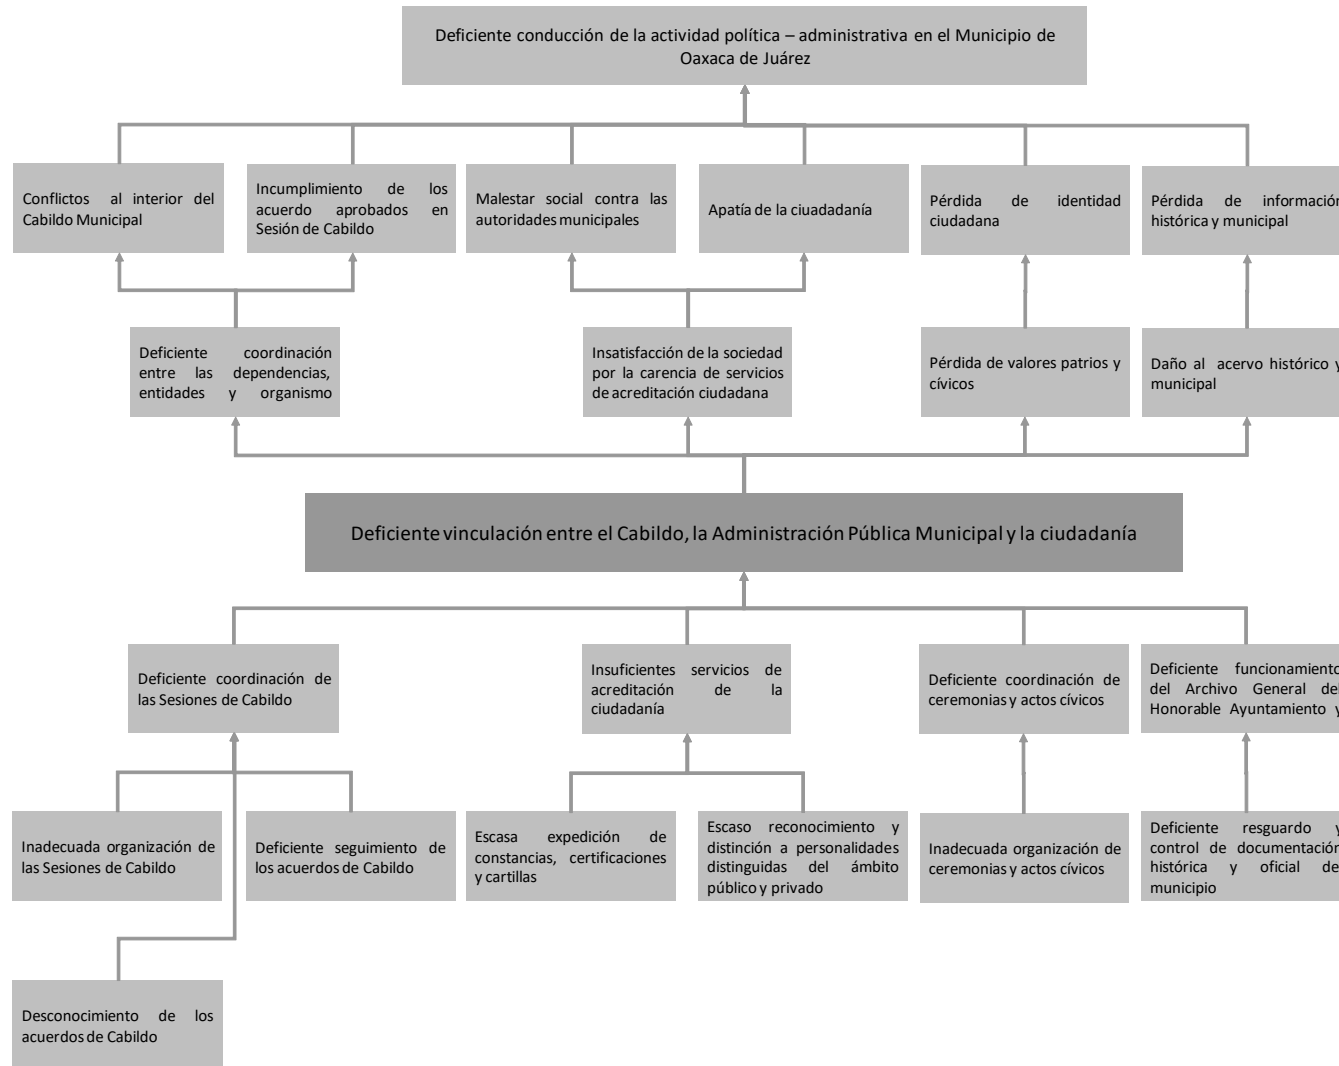 Deficiente conducción de la actividad política – administrativa en el Municipio de
Oaxaca de Juárez
Conflictos al interior del
Cabildo Municipal
Incumplimiento de los
acuerdo aprobados en
Sesión de Cabildo
Malestar social contra las
autoridades municipales
Apatía de la ciuadadanía
Pérdida de identidad
ciudadana
Pérdida de información
histórica y municipal
Deficiente coordinación
entre las dependencias,
entidades y organismo
Insatisfacción de la sociedad
por la carencia de servicios
de acreditación ciudadana
Pérdida de valores patrios y
cívicos
Daño al acervo histórico y
municipal
Deficiente vinculación entre el Cabildo, la Administración Pública Municipal y la ciudadanía
Deficiente coordinación de
las Sesiones de Cabildo
Insuficientes servicios de
acreditación de la
ciudadanía
Deficiente coordinación de
ceremonias y actos cívicos
Deficiente funcionamiento
del Archivo General del
Honorable Ayuntamiento y
Inadecuada organización de
las Sesiones de Cabildo
Deficiente seguimiento de
los acuerdos de Cabildo
Escasa expedición de
constancias, certificaciones
y cartillas
Escaso reconocimiento y
distinción a personalidades
distinguidas del ámbito
público y privado
Inadecuada organización de
ceremonias y actos cívicos
Deficiente resguardo y
control de documentación
histórica y oficial de
municipio
Desconocimiento de los
acuerdos de Cabildo